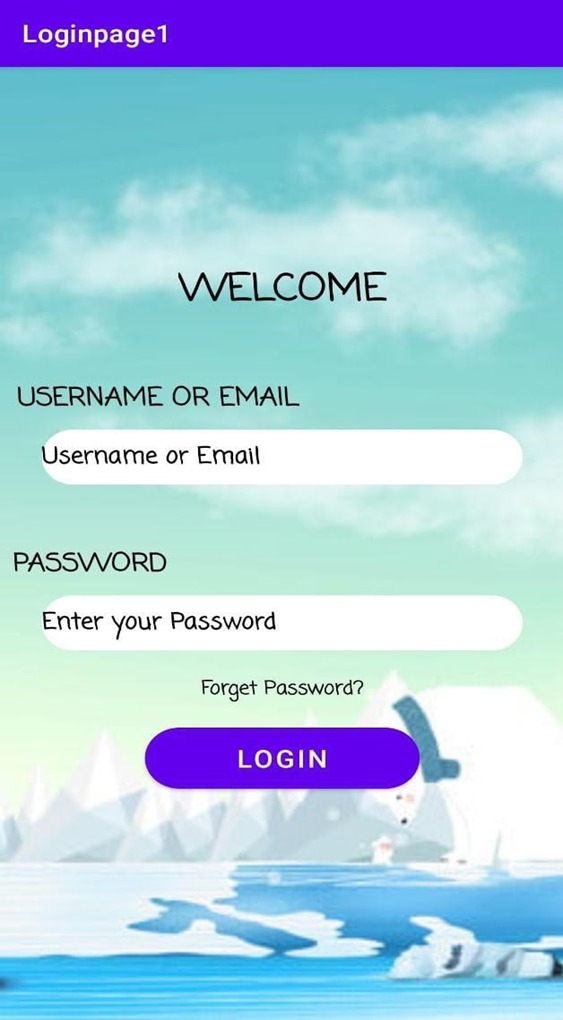 Loginpage1
WELCOME
USERNAME OR EMAIL
Username or Email
PASSWORD
Enter your Password
Forget Password?
LOGIN